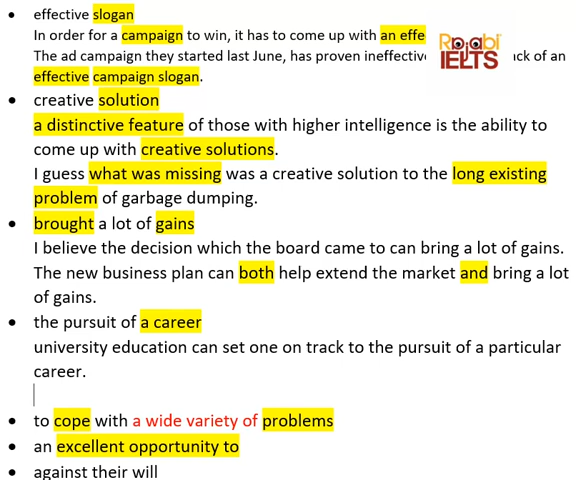 effective slogan
In order for a campaign to win, it has to come up with an effe
The ad campaign they started last June, has proven ineffective ck of an
effective campaign slogan.
creative solution
a distinctive feature of those with higher intelligence is the ability to
come up with creative solutions.
I guess what was missing was a creative solution to the long existing
problem of garbage dumping.
brought a lot of gains
I believe the decision which the board came to can bring a lot of gains.
The new business plan can both help extend the market and bring a lot
of gains.
the pursuit of a career
university education can set one on track to the pursuit of a particular
career.
to cope with a wide variety of problems
an excellent opportunity to
against their will
IELTS